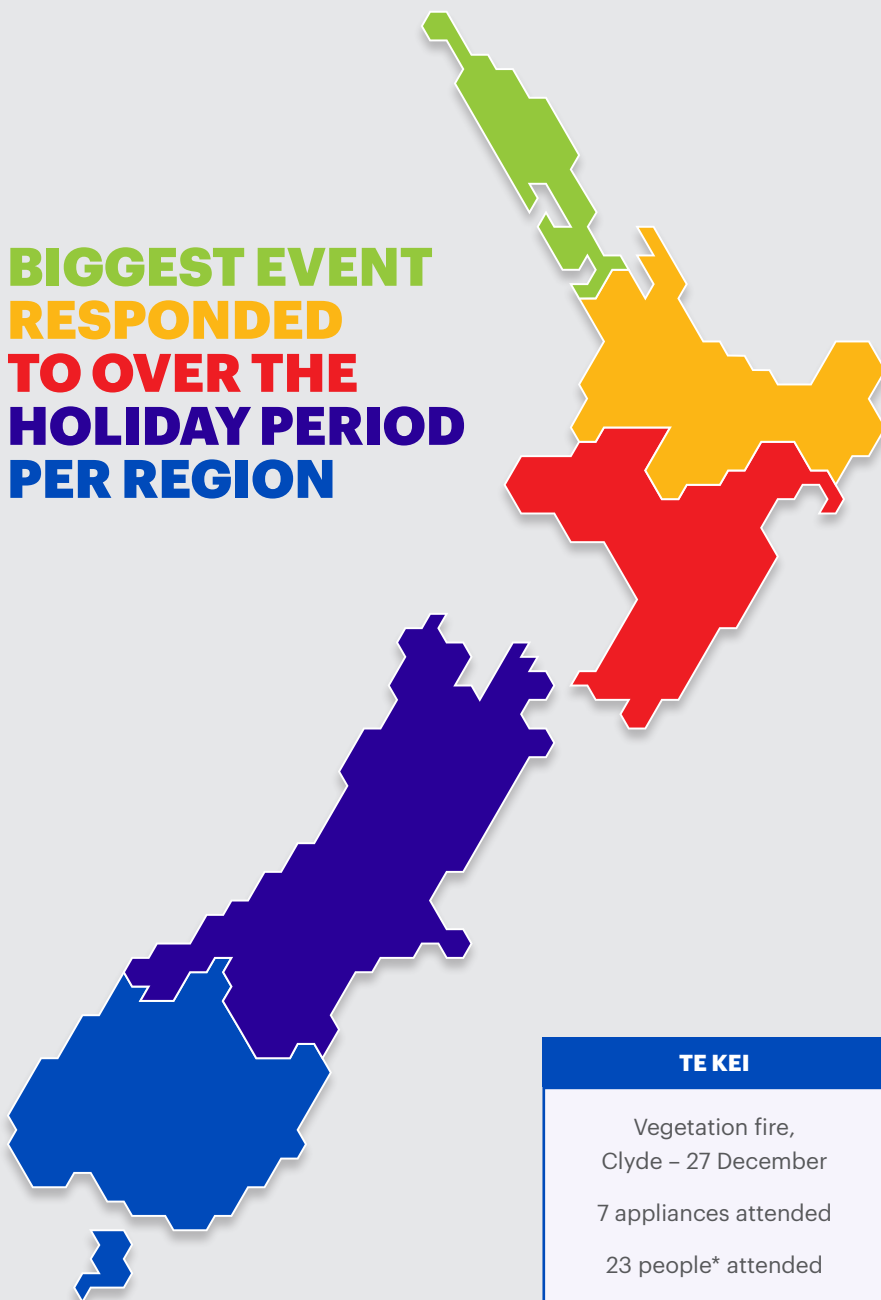 BIGGEST EVENT
RESPONDED
TO OVER THE
HOLIDAY PERIOD
PER REGION
TE KEI
Vegetation fire,
Clyde – 27 December
7 appliances attended
23 people* attended